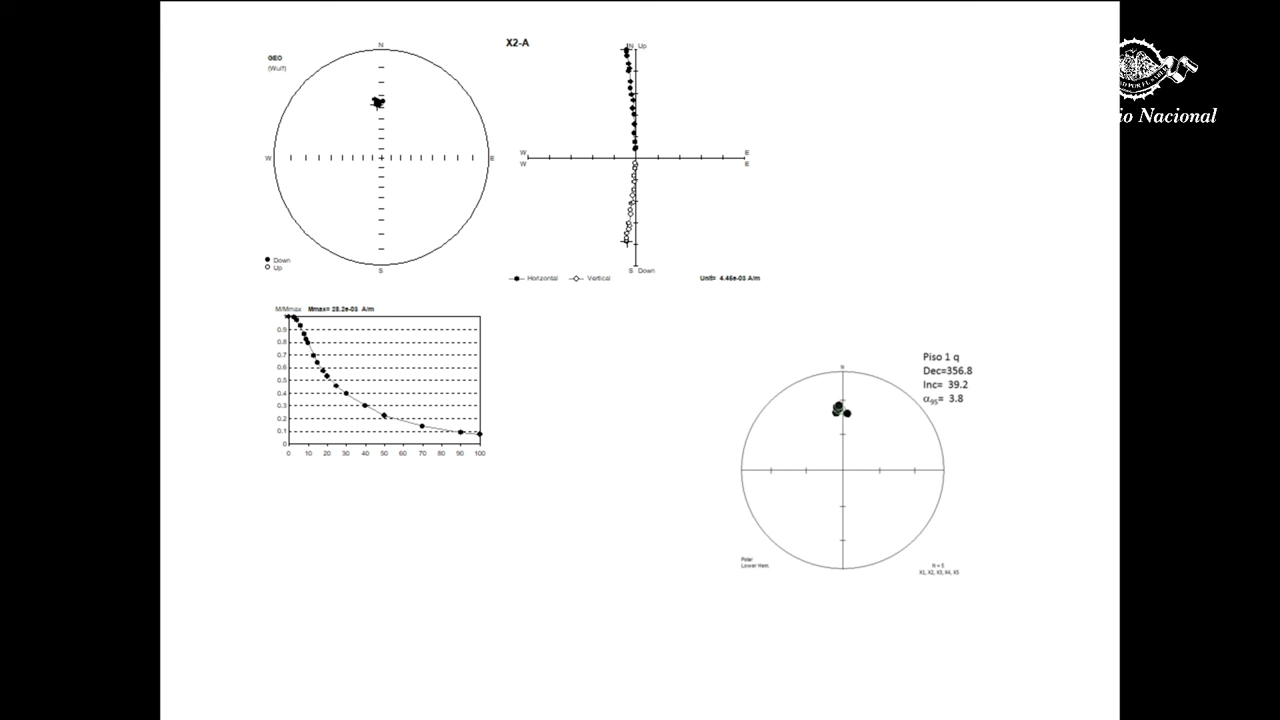 X2-A
GEO
(Wulf)
N
W
E
S
Down
Up
N Up
W
W
E
E
S Down
Horizontal
Vertical
Unit= 4.46e-03 A/m
M/Mmax
Mmax= 28.2e-03 A/m
0.9
0.8
0.7
0.6
0.5
0.4
0.3
0.2
0.1
0
0 10 20 30 40 50 60 70 80 90 100
Piso 1 q
Dec=356.8
Inc= 39.2
α95= 3.8
N
Polar
Lower Hem.
N = 5
X1, X2, X3, X4, X5
io Nacional